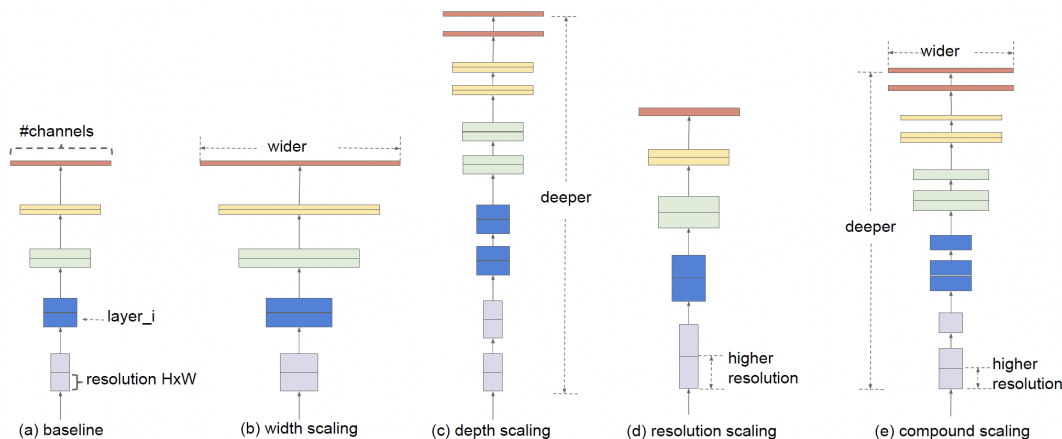 #channels
layer_i
resolution HxW
(a) baseline
wider
(b) width scaling
deeper
(c) depth scaling
higher
resolution
(d) resolution scaling
wider
deeper
higher
resolution
(e) compound scaling